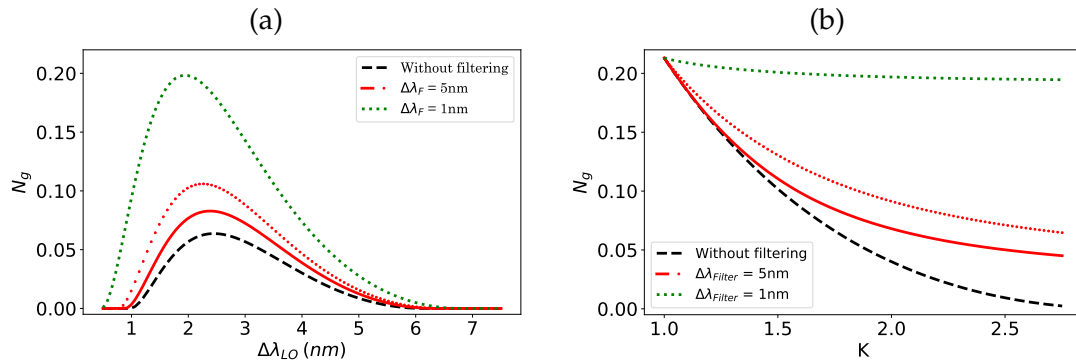 (a)
N_g
0.20
0.15
0.10
0.05
0.00
Without filtering
Δλ_F = 5nm
Δλ_F = 1nm
1 2 3 4 5 6 7
Δλ_LO (nm)
(b)
N_g
0.20
0.15
0.10
0.05
0.00
Without filtering
Δλ_Filter = 5nm
Δλ_Filter = 1nm
1.0 1.5 2.0 2.5
K